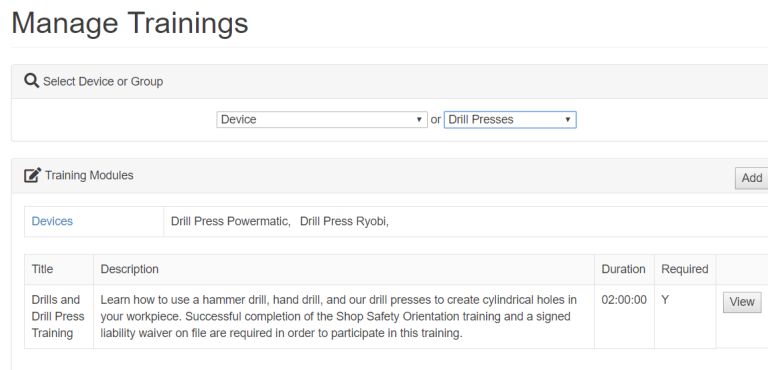 Manage Trainings
Select Device or Group
Device or Drill Presses
Training Modules Add
Devices Drill Press Powermatic, Drill Press Ryobi,
Title Description Duration Required
Drills and Learn how to use a hammer drill, hand drill, and our drill presses to create cylindrical holes in 02:00:00 Y View
Drill Press your workpiece. Successful completion of the Shop Safety Orientation training and a signed
Training liability waiver on file are required in order to participate in this training.